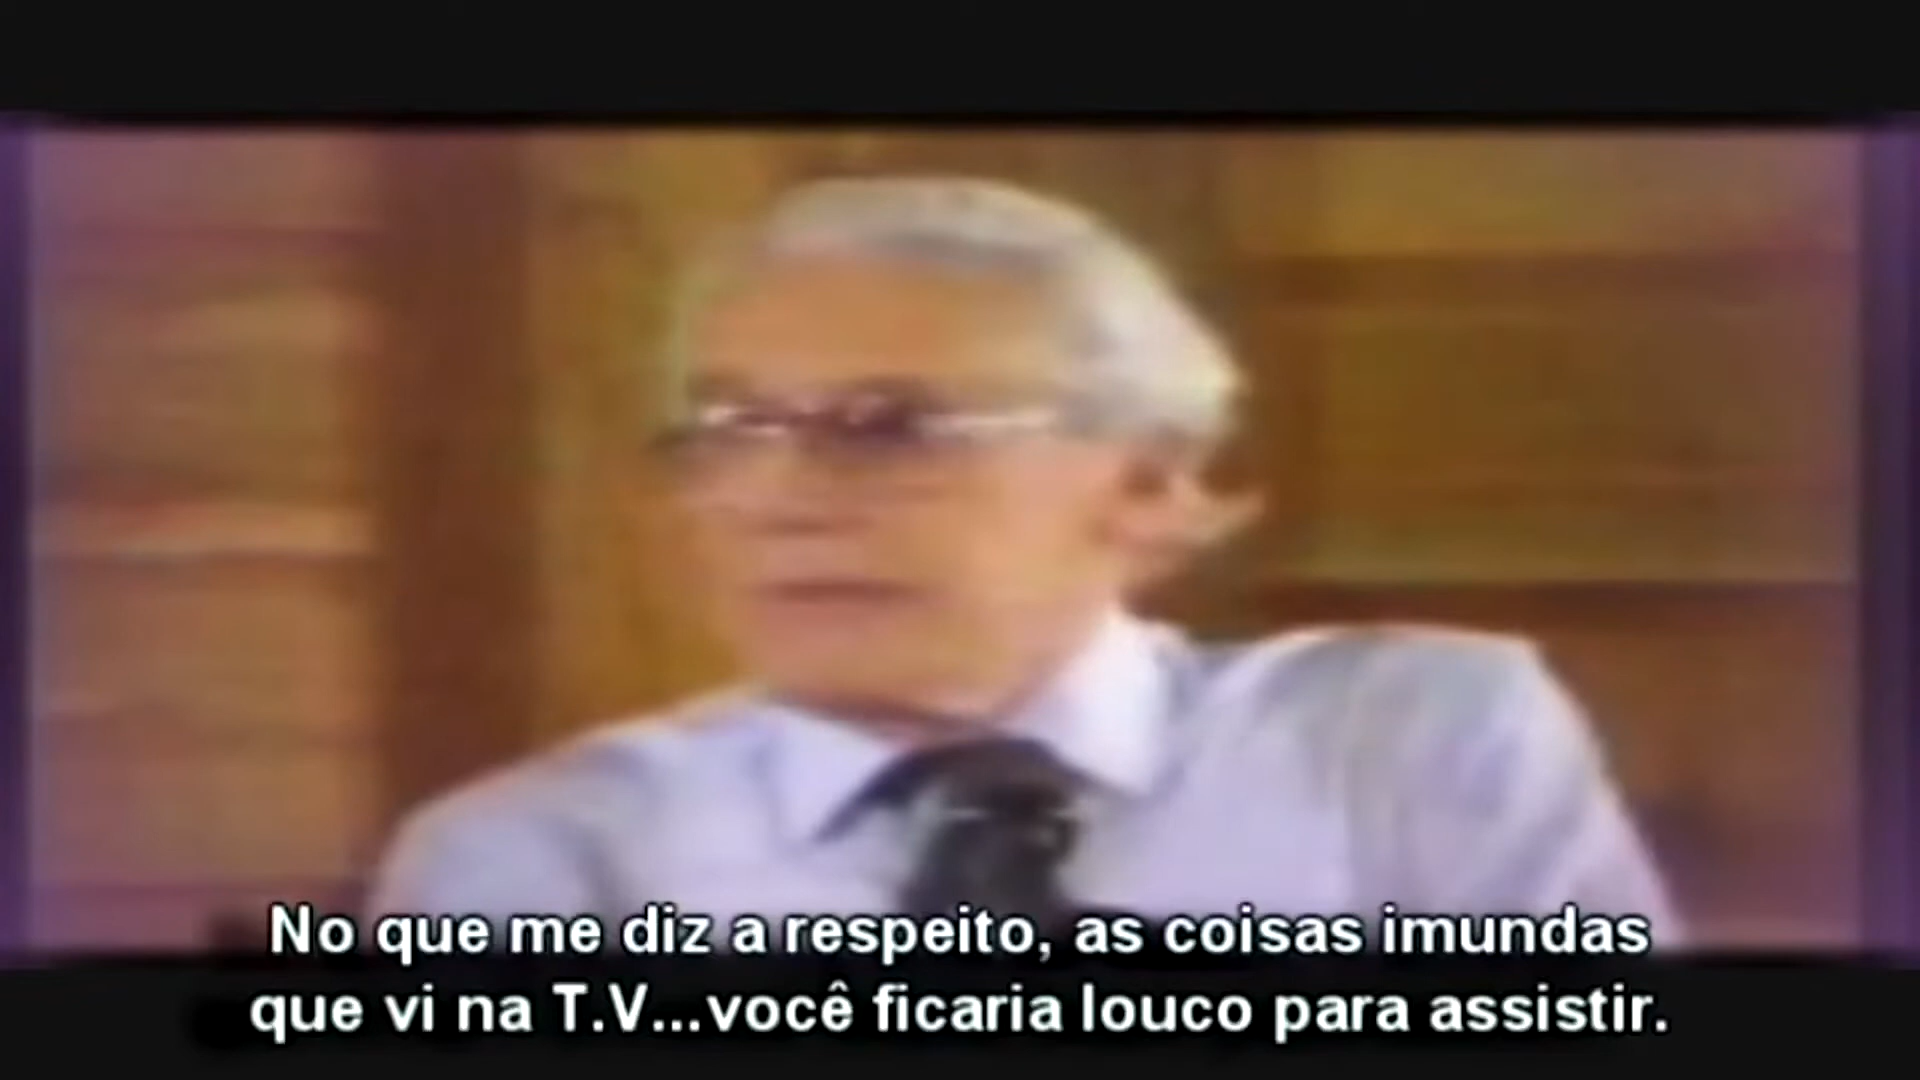 No que me diz a respeito, as coisas imundas
que vi na T.V...você ficaria louco para assistir.